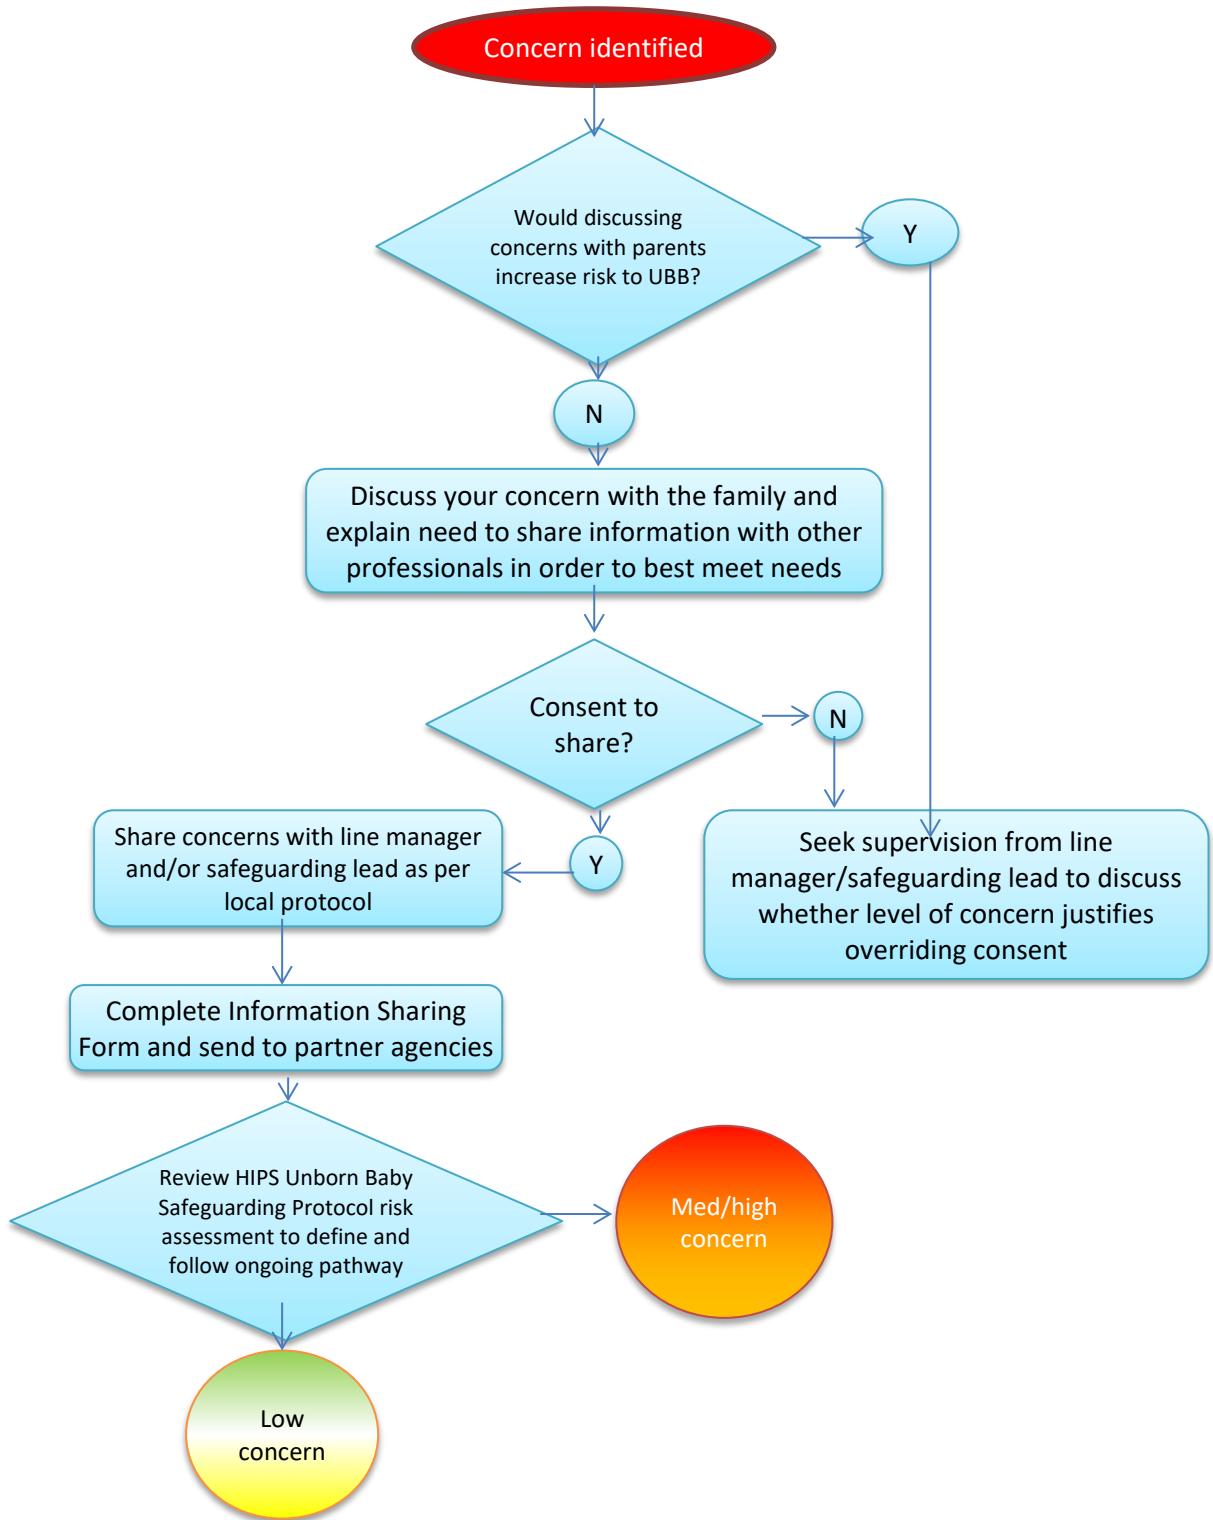 Concern identified
Would discussing
concerns with parents
increase risk to UBB?
Y
N
Discuss your concern with the family and
explain need to share information with other
professionals in order to best meet needs
Consent to
share?
N
Y
Share concerns with line manager
and/or safeguarding lead as per
local protocol
Seek supervision from line
manager/safeguarding lead to discuss
whether level of concern justifies
overriding consent
Complete Information Sharing
Form and send to partner agencies
Review HIPS Unborn Baby
Safeguarding Protocol risk
assessment to define and
follow ongoing pathway
Med/high
concern
Low
concern